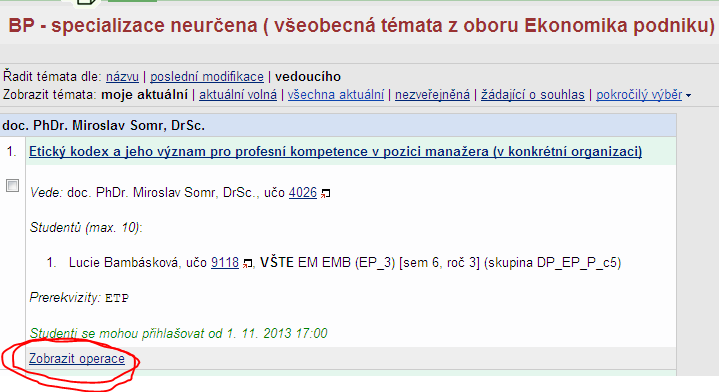 BP - specializace neurčena ( všeobecná témata z oboru Ekonomika podniku)
Řadit témata dle: názvu | poslední modifikace | vedoucího
Zobrazit témata: moje aktuální | aktuální volná | všechna aktuální | nezveřejněná | žádající o souhlas | pokročilý výběr
doc. PhDr. Miroslav Somr, DrSc.
1. Etický kodex a jeho význam pro profesní kompetence v pozici manažera (v konkrétní organizaci)
Vede: doc. PhDr. Miroslav Somr, DrSc., učo 4026
Studentů (max. 10):
1. Lucie Bambásková, učo 9118, VŠTE EM EMB (EP_3) [sem 6, roč 3] (skupina DP_EP_P_c5)
Prerekvizity: ETP
Studenti se mohou přihlašovat od 1. 11. 2013 17:00
Zobrazit operace